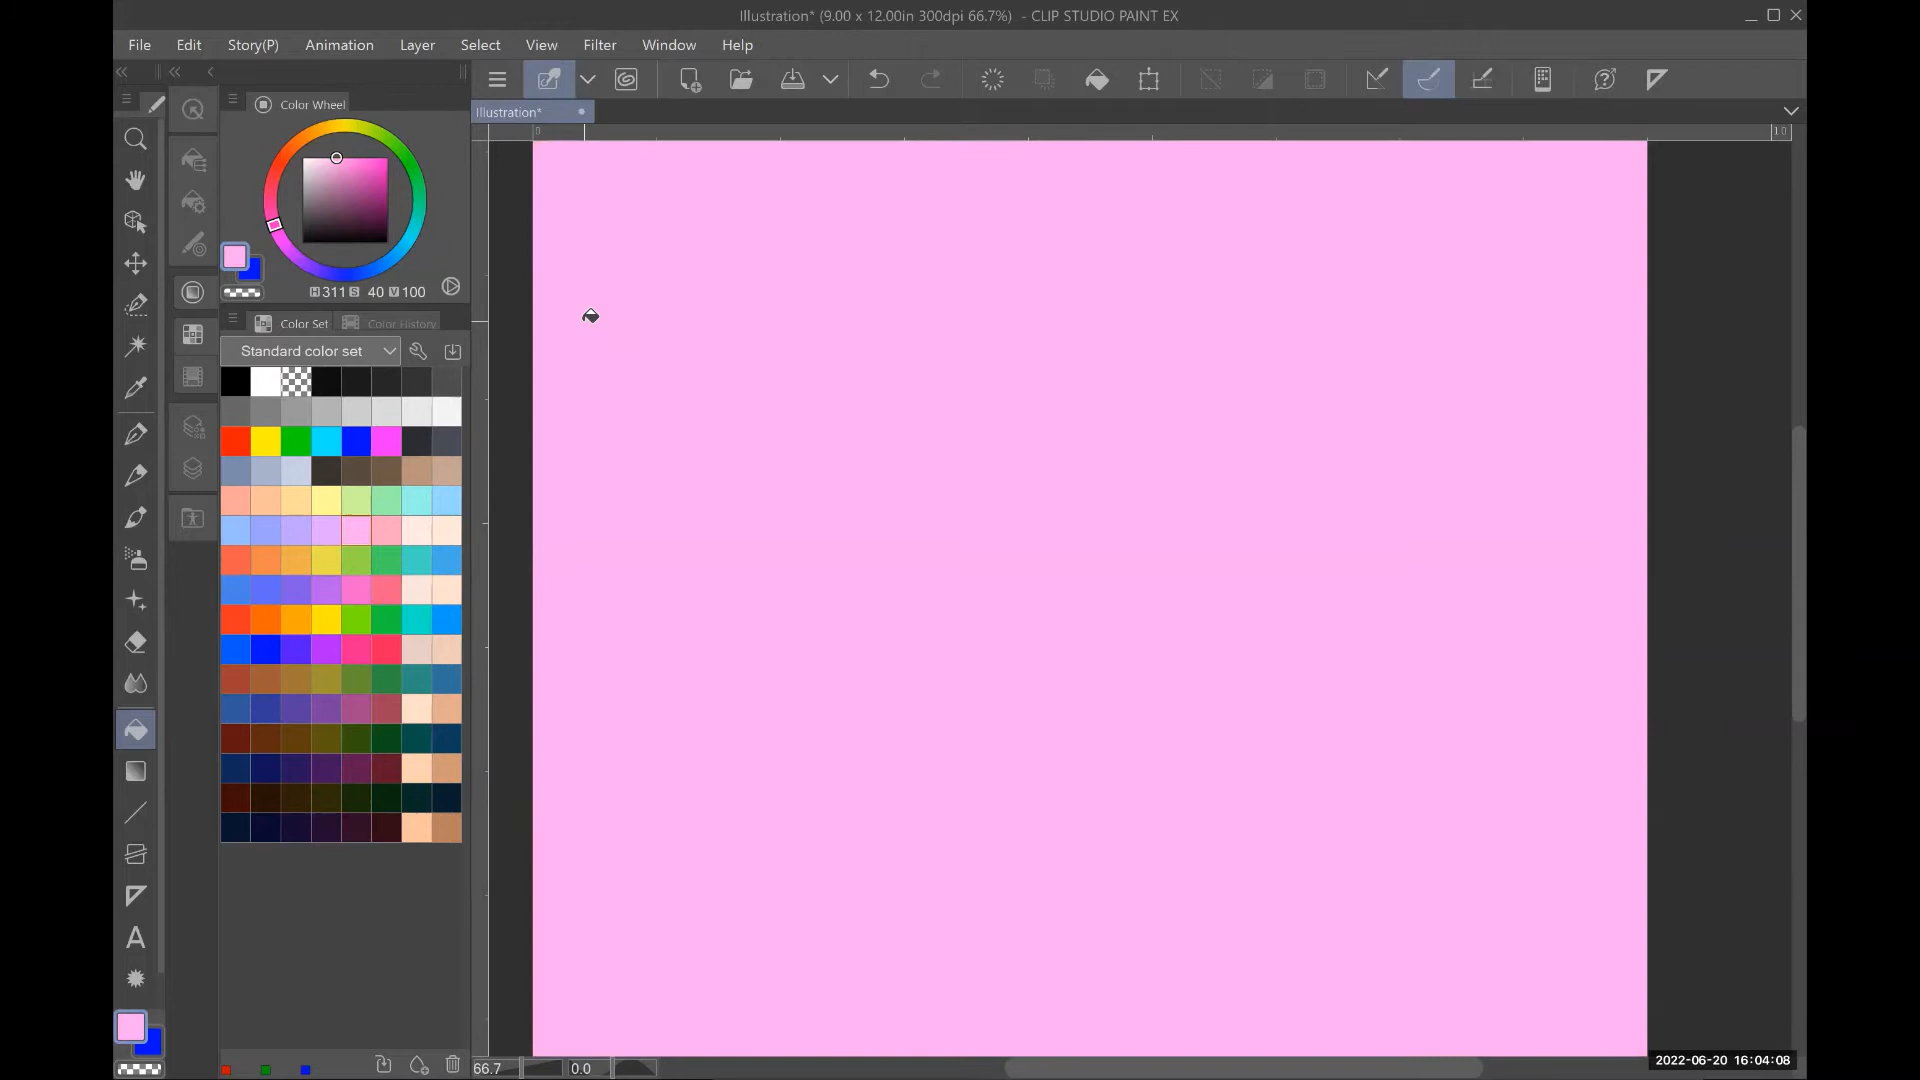 Illustration* (9.00 x 12.00in 300dpi 66.7%) - CLIP STUDIO PAINT EX
File Edit Story(P) Animation Layer Select View Filter Window Help
Color Wheel
Illustration*
0
10
H 311 S 40 V 100
Color Set Color History
Standard color set
A
66.7 0.0
2022-06-20 16:04:08